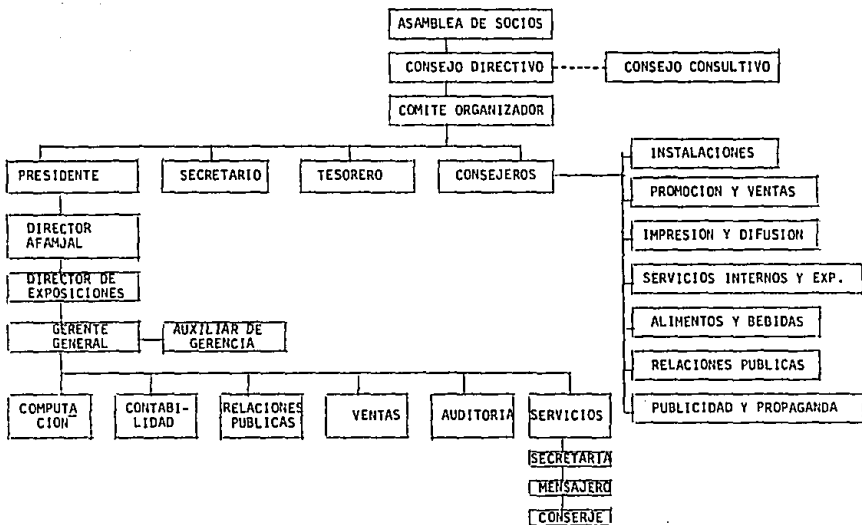 ASAMBLEA DE SOCIOS
CONSEJO DIRECTIVO
CONSEJO CONSULTIVO
COMITE ORGANIZADOR
PRESIDENTE
SECRETARIO
TESORERO
CONSEJEROS
INSTALACIONES
PROMOCION Y VENTAS
IMPRESION Y DIFUSION
SERVICIOS INTERNOS Y EXP.
ALIMENTOS Y BEBIDAS
RELACIONES PUBLICAS
PUBLICIDAD Y PROPAGANDA
DIRECTOR
AFAMJAL
DIRECTOR DE
EXPOSICIONES
GERENTE
GENERAL
AUXILIAR DE
GERENCIA
COMPUTA
CION
CONTABI-
LIDAD
RELACIONES
PUBLICAS
VENTAS
AUDITORIA
SERVICIOS
SECRETARIA
MENSAJERO
CONSERJE